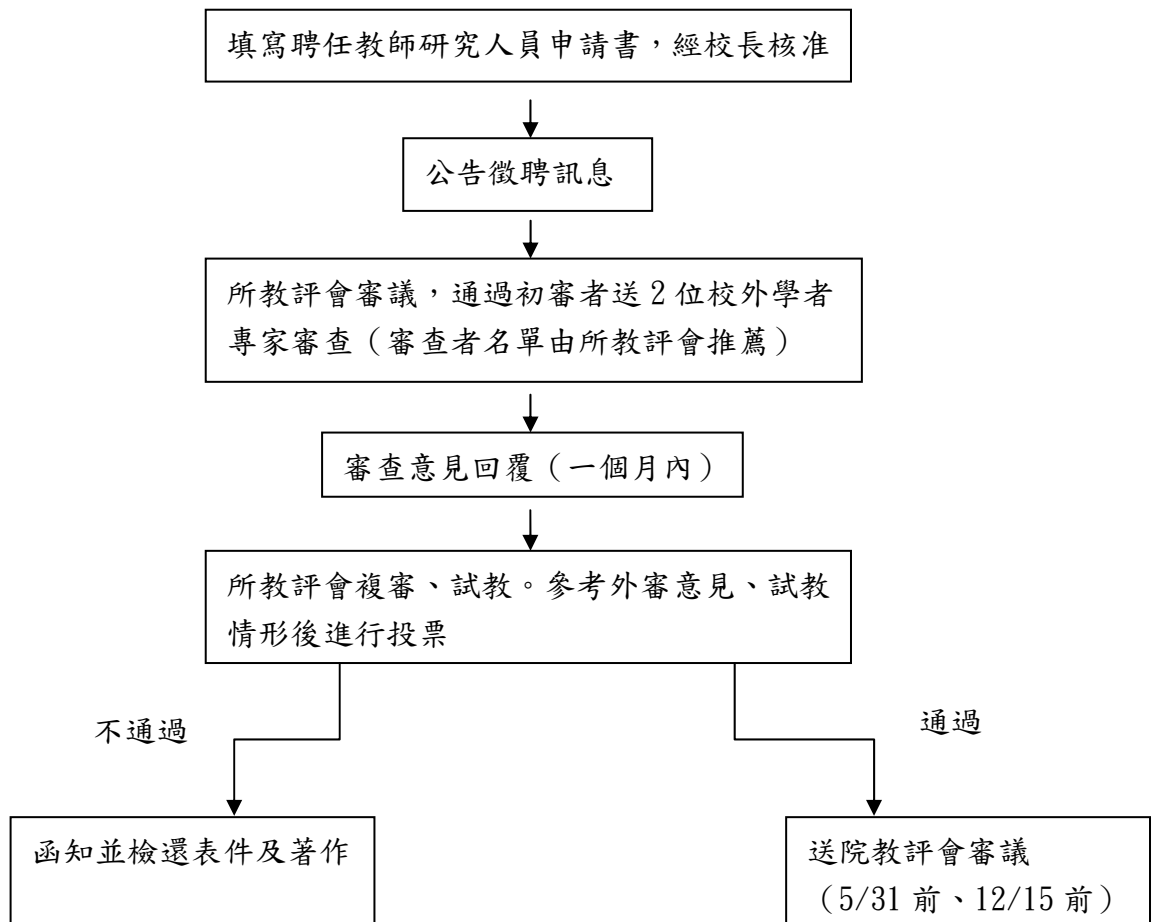 填寫聘任教師研究人員申請書，經校長核准
公告徵聘訊息
所教評會審議，通過初審者送 2 位校外學者
專家審查（審查者名單由所教評會推薦）
審查意見回覆（一個月內）
所教評會複審、試教。參考外審意見、試教
情形後進行投票
不通過
通過
函知並檢還表件及著作
送院教評會審議
（5/31 前、12/15 前）